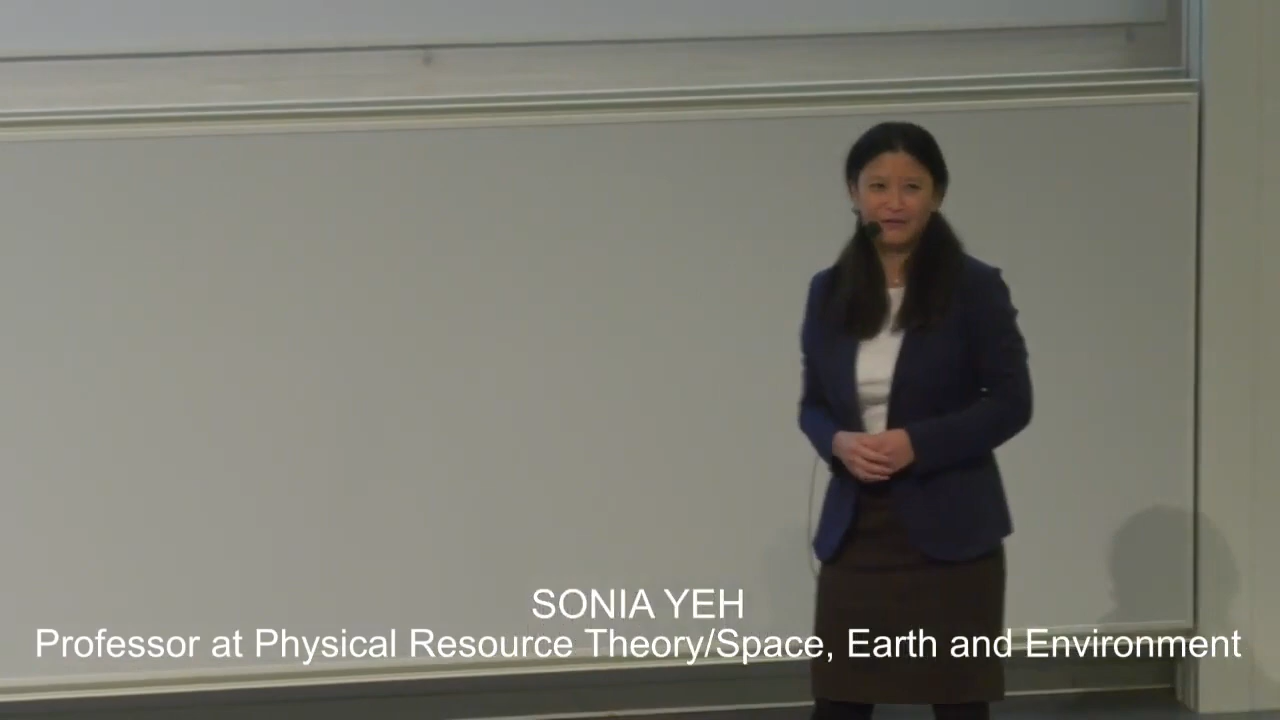 SONIA YEH
Professor at Physical Resource Theory/Space, Earth and Environment